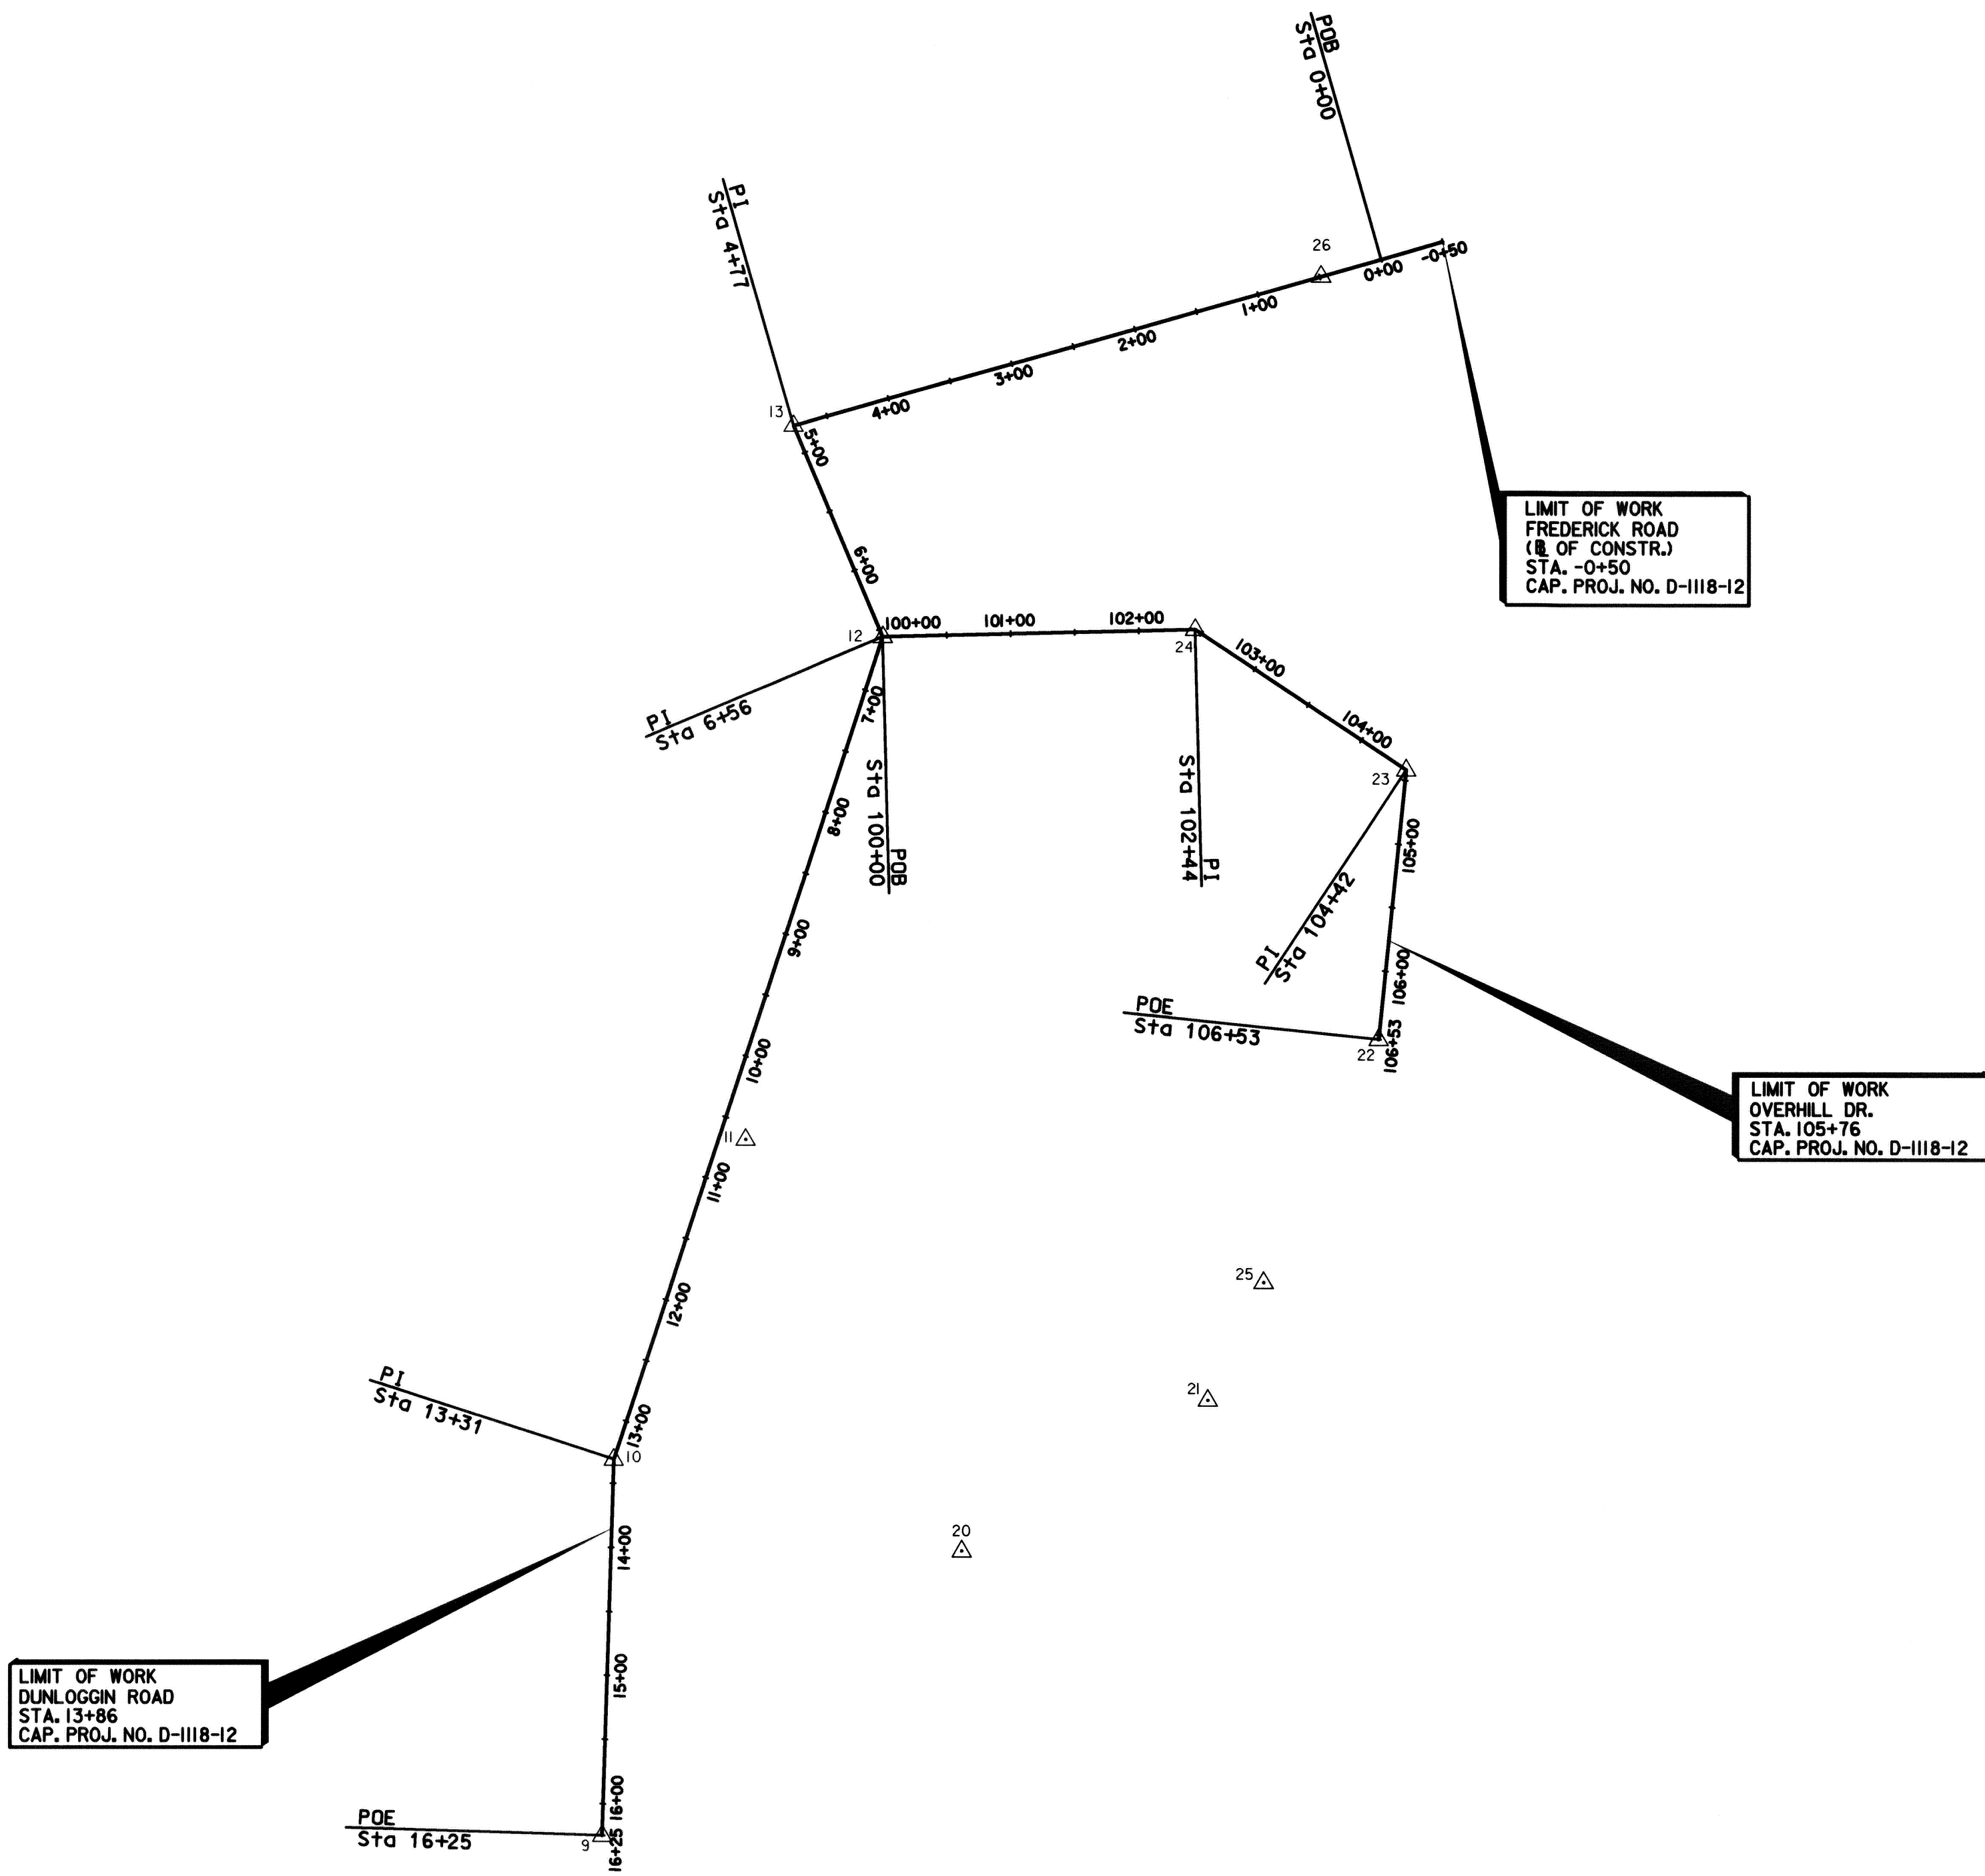 POB
Sta 0+00
PI
Sta 4+77
26
-0+50
0+00
1+00
2+00
3+00
4+00
13
5+00
6+00
LIMIT OF WORK
FREDERICK ROAD
(BL OF CONSTR.)
STA. -0+50
CAP. PROJ. NO. D-1118-12
12
100+00
101+00
102+00
24
103+00
104+00
23
PI
Sta 6+56
7+00
8+00
9+00
10+00
11
11+00
12+00
13+00
Sta 100+00
POB
Sta 102+44
PI
PI
Sta 104+42
105+00
106+00
106+53
POE
Sta 106+53
22
LIMIT OF WORK
OVERHILL DR.
STA. 105+76
CAP. PROJ. NO. D-1118-12
25
21
20
PI
Sta 13+31
10
14+00
15+00
16+00
16+25
LIMIT OF WORK
DUNLOGGIN ROAD
STA. 13+86
CAP. PROJ. NO. D-1118-12
POE
Sta 16+25
9